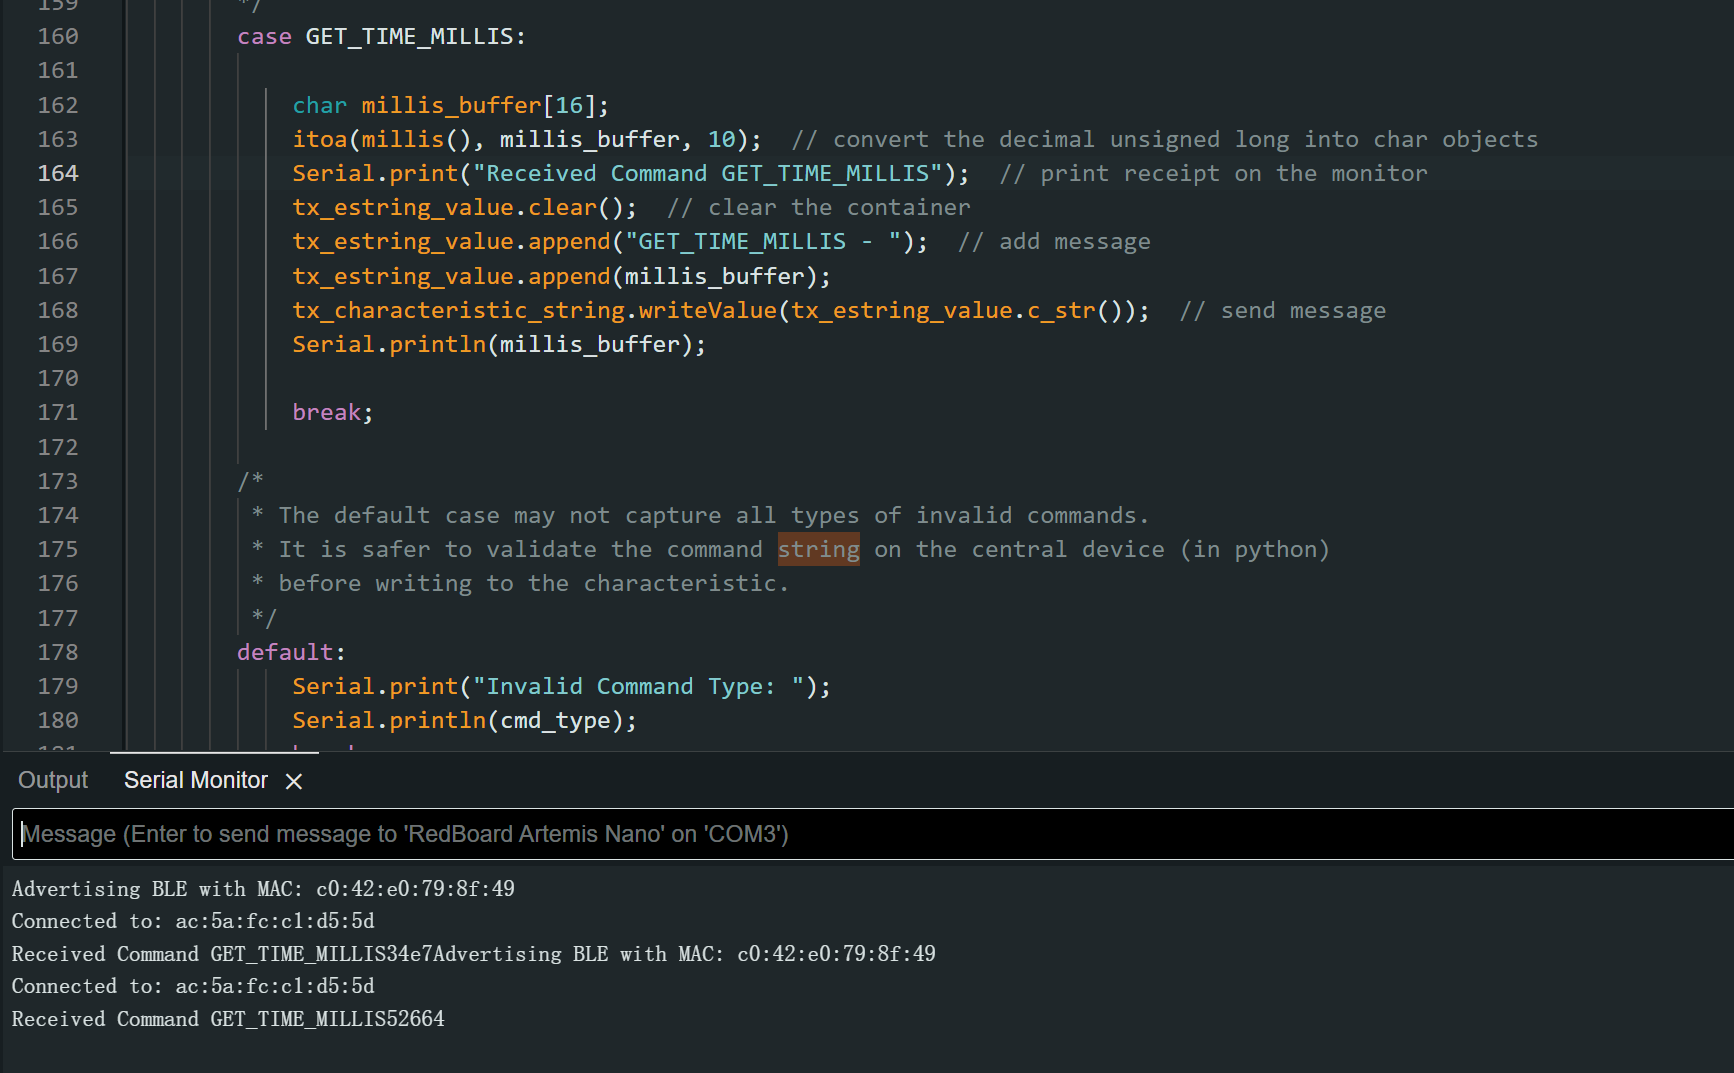 159 */
160 case GET_TIME_MILLIS:
161
162 char millis_buffer[16];
163 itoa(millis(), millis_buffer, 10);  // convert the decimal unsigned long into char objects
164 Serial.print("Received Command GET_TIME_MILLIS");  // print receipt on the monitor
165 tx_estring_value.clear();  // clear the container
166 tx_estring_value.append("GET_TIME_MILLIS - ");  // add message
167 tx_estring_value.append(millis_buffer);
168 tx_characteristic_string.writeValue(tx_estring_value.c_str());  // send message
169 Serial.println(millis_buffer);
170
171 break;
172
173 /*
174 * The default case may not capture all types of invalid commands.
175 * It is safer to validate the command string on the central device (in python)
176 * before writing to the characteristic.
177 */
178 default:
179 Serial.print("Invalid Command Type: ");
180 Serial.println(cmd_type);
Output Serial Monitor ×
Message (Enter to send message to 'RedBoard Artemis Nano' on 'COM3')
Advertising BLE with MAC: c0:42:e0:79:8f:49
Connected to: ac:5a:fc:c1:d5:5d
Received Command GET_TIME_MILLIS34e7Advertising BLE with MAC: c0:42:e0:79:8f:49
Connected to: ac:5a:fc:c1:d5:5d
Received Command GET_TIME_MILLIS52664